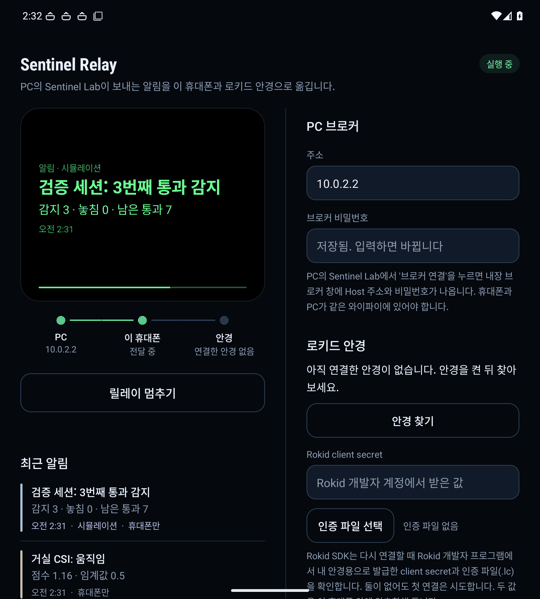 2:32
Sentinel Relay
실행 중
PC의 Sentinel Lab이 보내는 알림을 이 휴대폰과 로키드 안경으로 옮깁니다.
알림 · 시뮬레이션
검증 세션: 3번째 통과 감지
감지 3 · 놓침 0 · 남은 통과 7
오전 2:31
PC
10.0.2.2
이 휴대폰
전달 중
안경
연결한 안경 없음
릴레이 멈추기
최근 알림
검증 세션: 3번째 통과 감지
감지 3 · 놓침 0 · 남은 통과 7
오전 2:31 · 시뮬레이션 · 휴대폰만
거실 CSI: 움직임
점수 1.16 · 임계값 0.5
오전 2:31 · 휴대폰만
PC 브로커
주소
10.0.2.2
브로커 비밀번호
저장됨. 입력하면 바뀝니다
PC의 Sentinel Lab에서 '브로커 연결'을 누르면 내장 브
로커 창에 Host 주소와 비밀번호가 나옵니다. 휴대폰과
PC가 같은 와이파이에 있어야 합니다.
로키드 안경
아직 연결한 안경이 없습니다. 안경을 켠 뒤 찾아
보세요.
안경 찾기
Rokid client secret
Rokid 개발자 계정에서 받은 값
인증 파일 선택
인증 파일 없음
Rokid SDK는 다시 연결할 때 Rokid 개발자 프로그램에
서 내 안경용으로 발급한 client secret과 인증 파일(.lc)
을 확인합니다. 둘이 없어도 첫 연결은 시도합니다. 두 값